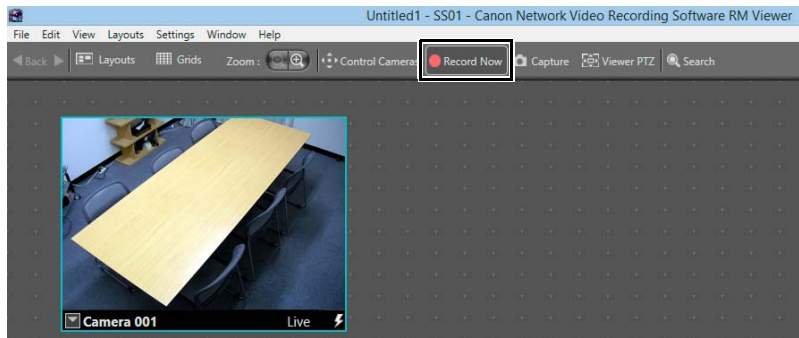 Untitled1 - SS01 - Canon Network Video Recording Software RM Viewer
File Edit View Layouts Settings Window Help
Back Layouts Grids Zoom : Control Cameras Record Now Capture Viewer PTZ Search
Camera 001 Live